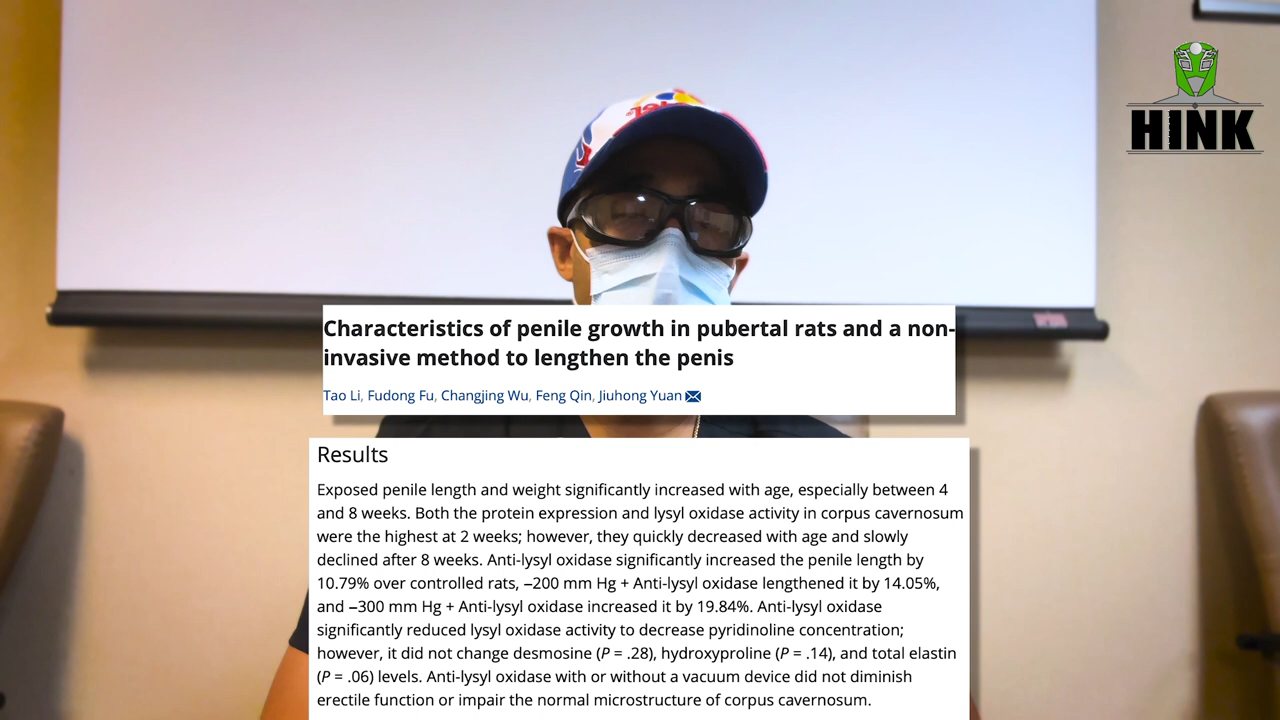 HINK
Characteristics of penile growth in pubertal rats and a non-
invasive method to lengthen the penis
Tao Li, Fudong Fu, Changjing Wu, Feng Qin, Jiuhong Yuan
Results
Exposed penile length and weight significantly increased with age, especially between 4
and 8 weeks. Both the protein expression and lysyl oxidase activity in corpus cavernosum
were the highest at 2 weeks; however, they quickly decreased with age and slowly
declined after 8 weeks. Anti-lysyl oxidase significantly increased the penile length by
10.79% over controlled rats, −200 mm Hg + Anti-lysyl oxidase lengthened it by 14.05%,
and −300 mm Hg + Anti-lysyl oxidase increased it by 19.84%. Anti-lysyl oxidase
significantly reduced lysyl oxidase activity to decrease pyridinoline concentration;
however, it did not change desmosine (P = .28), hydroxyproline (P = .14), and total elastin
(P = .06) levels. Anti-lysyl oxidase with or without a vacuum device did not diminish
erectile function or impair the normal microstructure of corpus cavernosum.